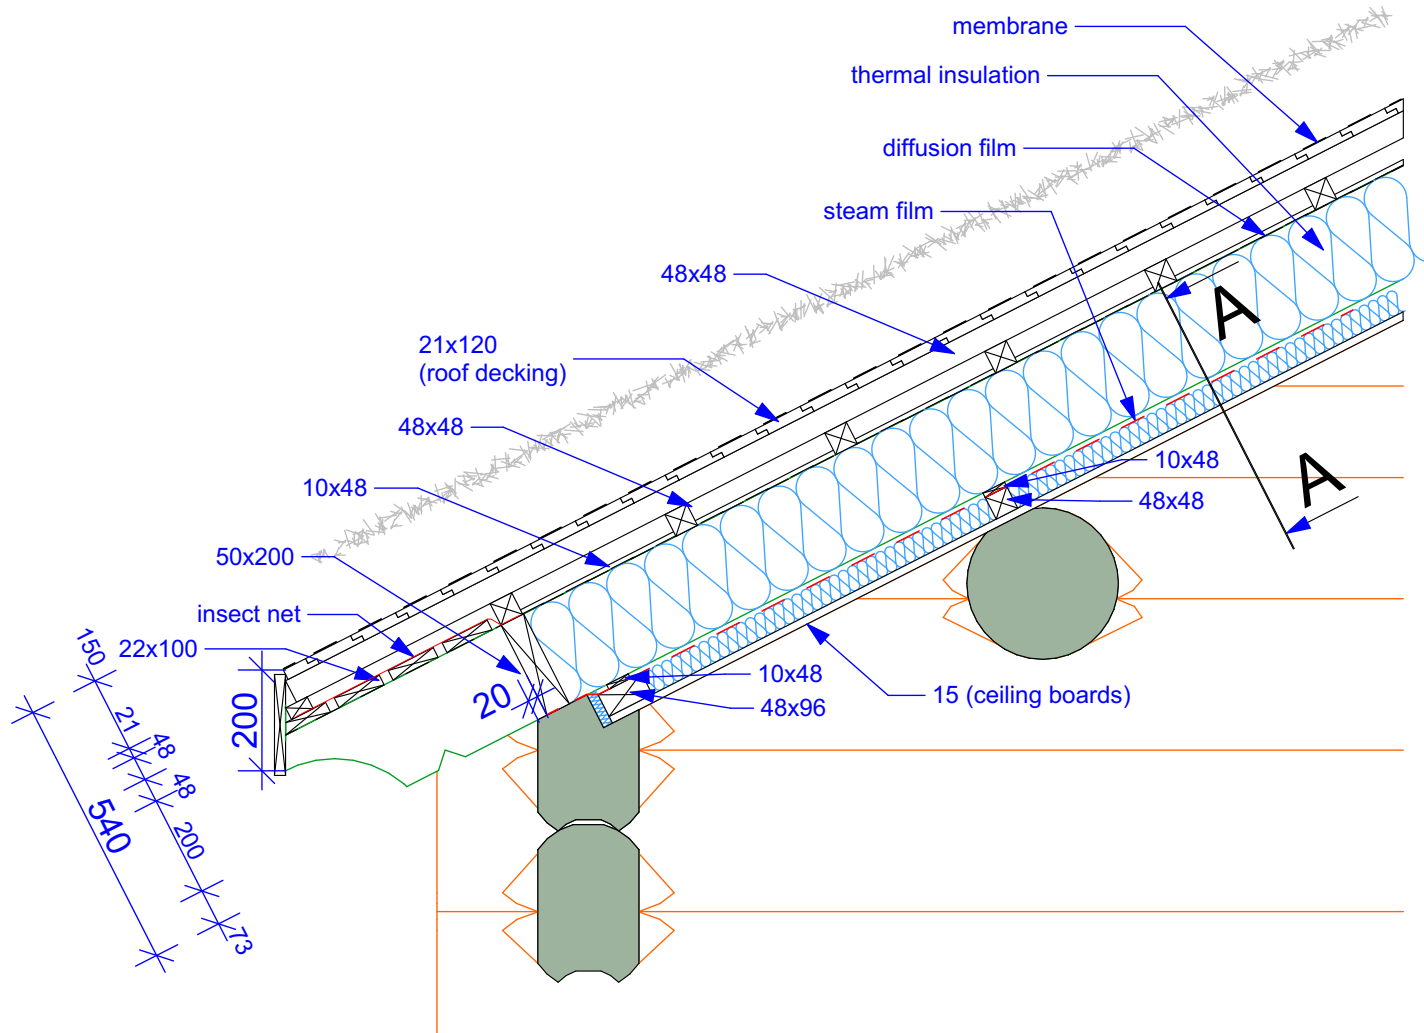 membrane
thermal insulation
diffusion film
steam film
48x48
21x120
(roof decking)
48x48
10x48
50x200
insect net
22x100
A
A
10x48
48x48
10x48
48x96
15 (ceiling boards)
20
200
150
21
48
48
200
73
540